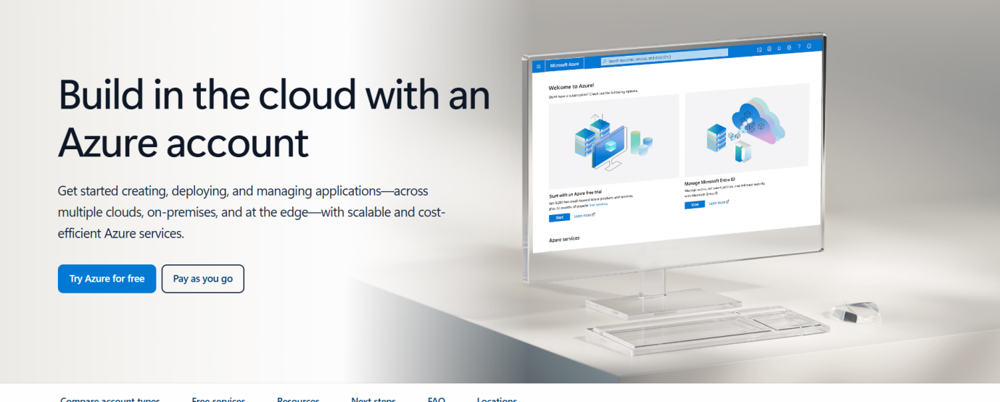 Build in the cloud with an
Azure account
Get started creating, deploying, and managing applications—across
multiple clouds, on-premises, and at the edge—with scalable and cost-
efficient Azure services.
Try Azure for free
Pay as you go
Microsoft Azure
Search resources, services, and docs (G+/)
Welcome to Azure!
Don't have a subscription? Check out the following options.
Start with an Azure free trial
Get $200 free credit toward Azure products and services,
plus 12 months of popular free services.
Start
Learn more
Manage Microsoft Entra ID
Manage access, set smart policies, and enhance security
with Microsoft Entra ID
View
Learn more
Azure services
Compare account types
Free services
Resources
Next steps
FAQ
Locations